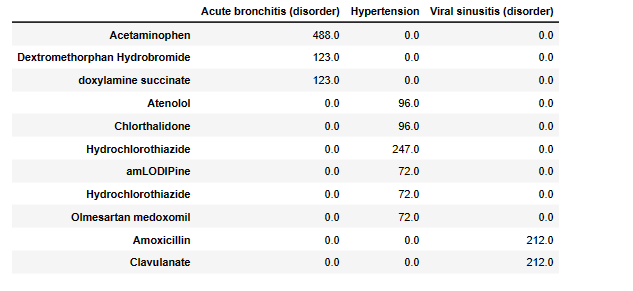 Acute bronchitis (disorder) Hypertension Viral sinusitis (disorder)
Acetaminophen 488.0 0.0 0.0
Dextromethorphan Hydrobromide 123.0 0.0 0.0
doxylamine succinate 123.0 0.0 0.0
Atenolol 0.0 96.0 0.0
Chlorthalidone 0.0 96.0 0.0
Hydrochlorothiazide 0.0 247.0 0.0
amLODIPine 0.0 72.0 0.0
Hydrochlorothiazide 0.0 72.0 0.0
Olmesartan medoxomil 0.0 72.0 0.0
Amoxicillin 0.0 0.0 212.0
Clavulanate 0.0 0.0 212.0